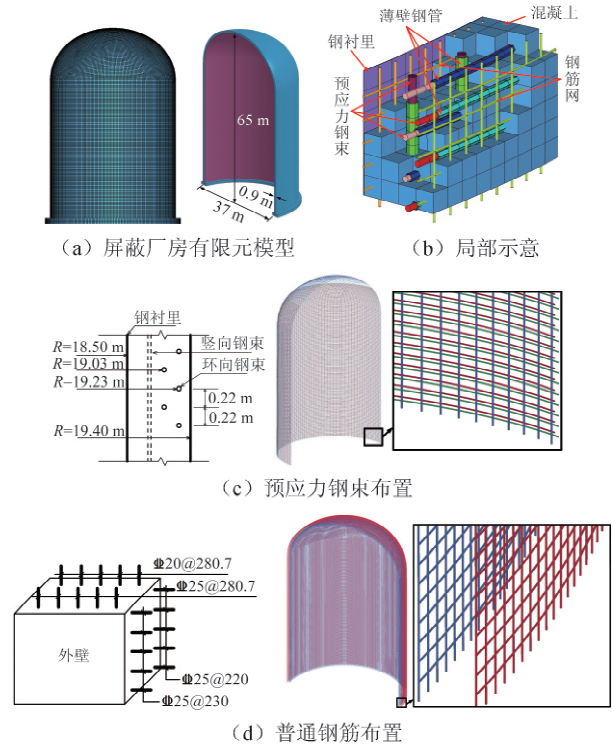 65 m
0.9 m
37 m
(a)屏蔽厂房有限元模型
薄壁钢管
混凝土
钢衬里
预应力钢束
钢筋网
(b)局部示意
钢衬里
R=18.50 m
竖向钢束
R=19.03 m
环向钢束
R−19.23 m
0.22 m
0.22 m
R=19.40 m
(c)预应力钢束布置
⌀20@280.7
⌀25@280.7
外壁
⌀25@220
⌀25@230
(d)普通钢筋布置